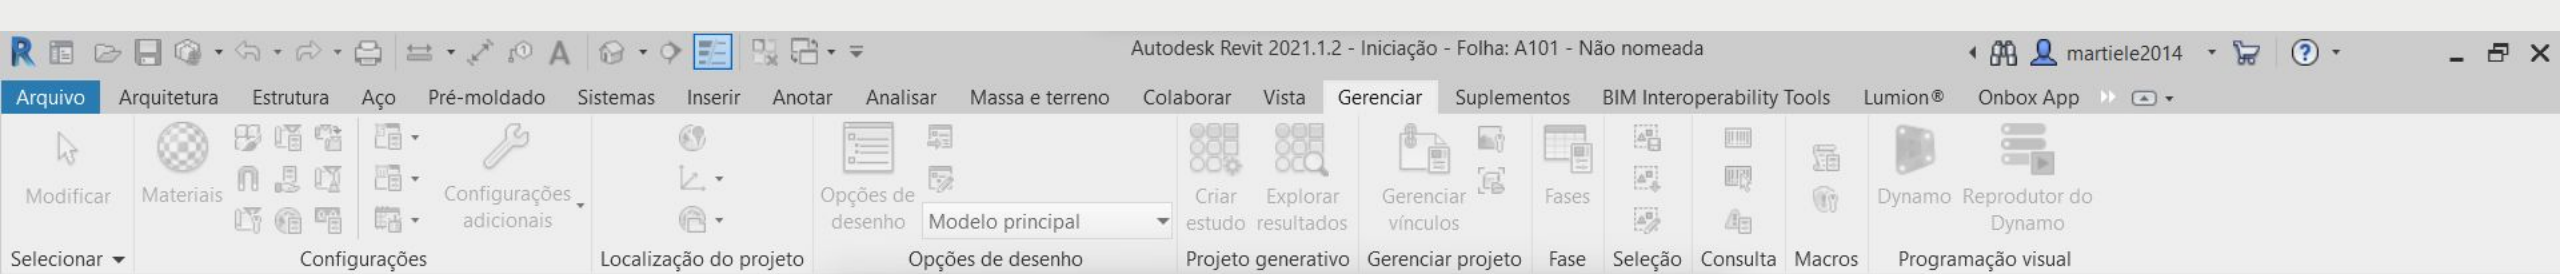 Autodesk Revit 2021.1.2 - Iniciação - Folha: A101 - Não nomeada martiele2014
Arquivo Arquitetura Estrutura Aço Pré-moldado Sistemas Inserir Anotar Analisar Massa e terreno Colaborar Vista Gerenciar Suplementos BIM Interoperability Tools Lumion® Onbox App
Modificar Materiais Configurações adicionais Opções de desenho Modelo principal Criar estudo Explorar resultados Gerenciar vínculos Fases Dynamo Reprodutor do Dynamo
Selecionar Configurações Localização do projeto Opções de desenho Projeto generativo Gerenciar projeto Fase Seleção Consulta Macros Programação visual